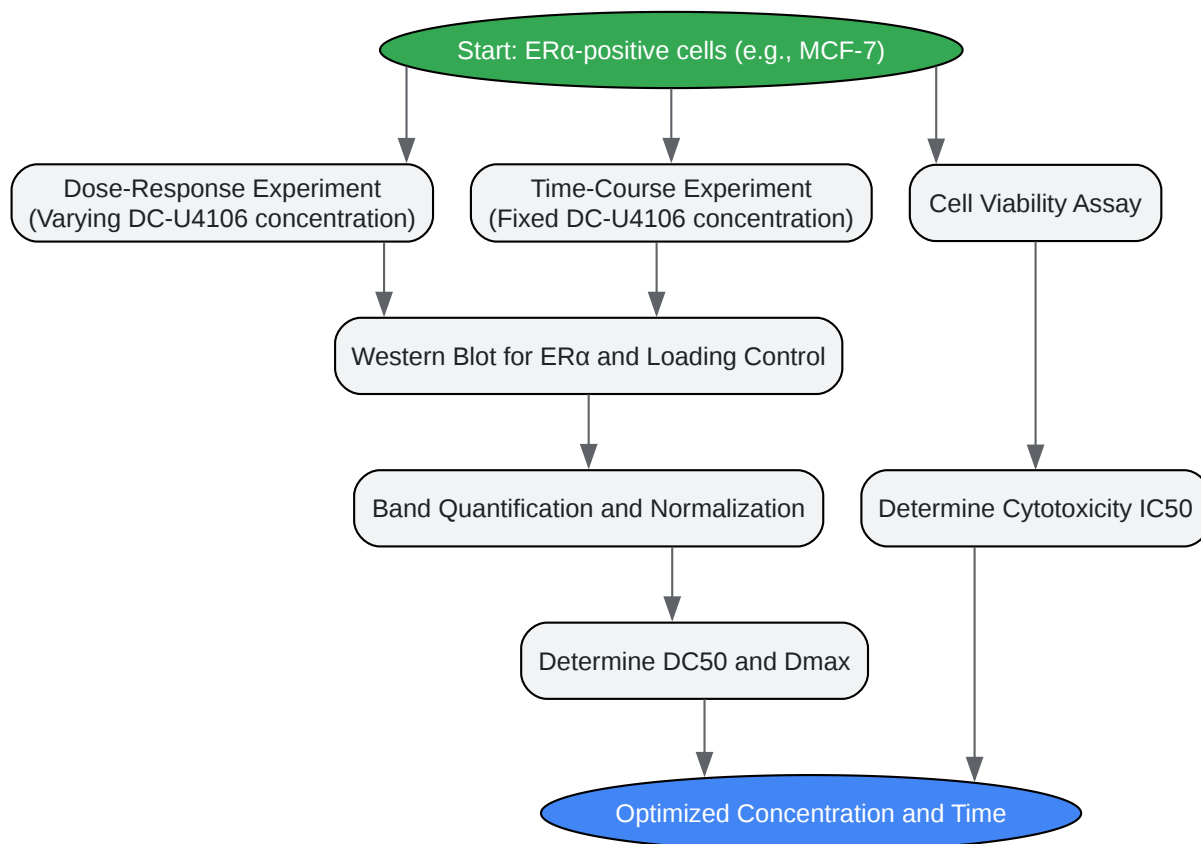 Start: ERα-positive cells (e.g., MCF-7)
Dose-Response Experiment
(Varying DC-U4106 concentration)
Time-Course Experiment
(Fixed DC-U4106 concentration)
Cell Viability Assay
Western Blot for ERα and Loading Control
Band Quantification and Normalization
Determine Cytotoxicity IC50
Determine DC50 and Dmax
Optimized Concentration and Time